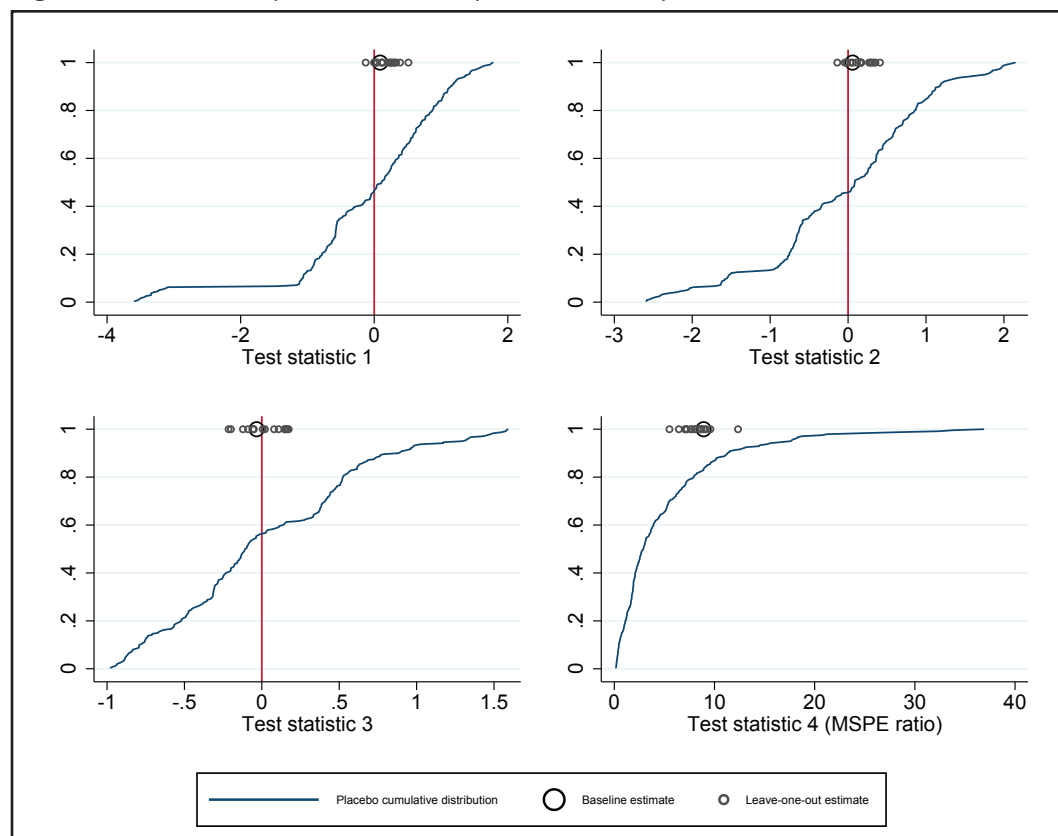 0 .2 .4 .6 .8 1
-4 -2 0 2
Test statistic 1
0 .2 .4 .6 .8 1
-3 -2 -1 0 1 2
Test statistic 2
0 .2 .4 .6 .8 1
-1 -.5 0 .5 1 1.5
Test statistic 3
0 .2 .4 .6 .8 1
0 10 20 30 40
Test statistic 4 (MSPE ratio)
Placebo cumulative distribution Baseline estimate Leave-one-out estimate